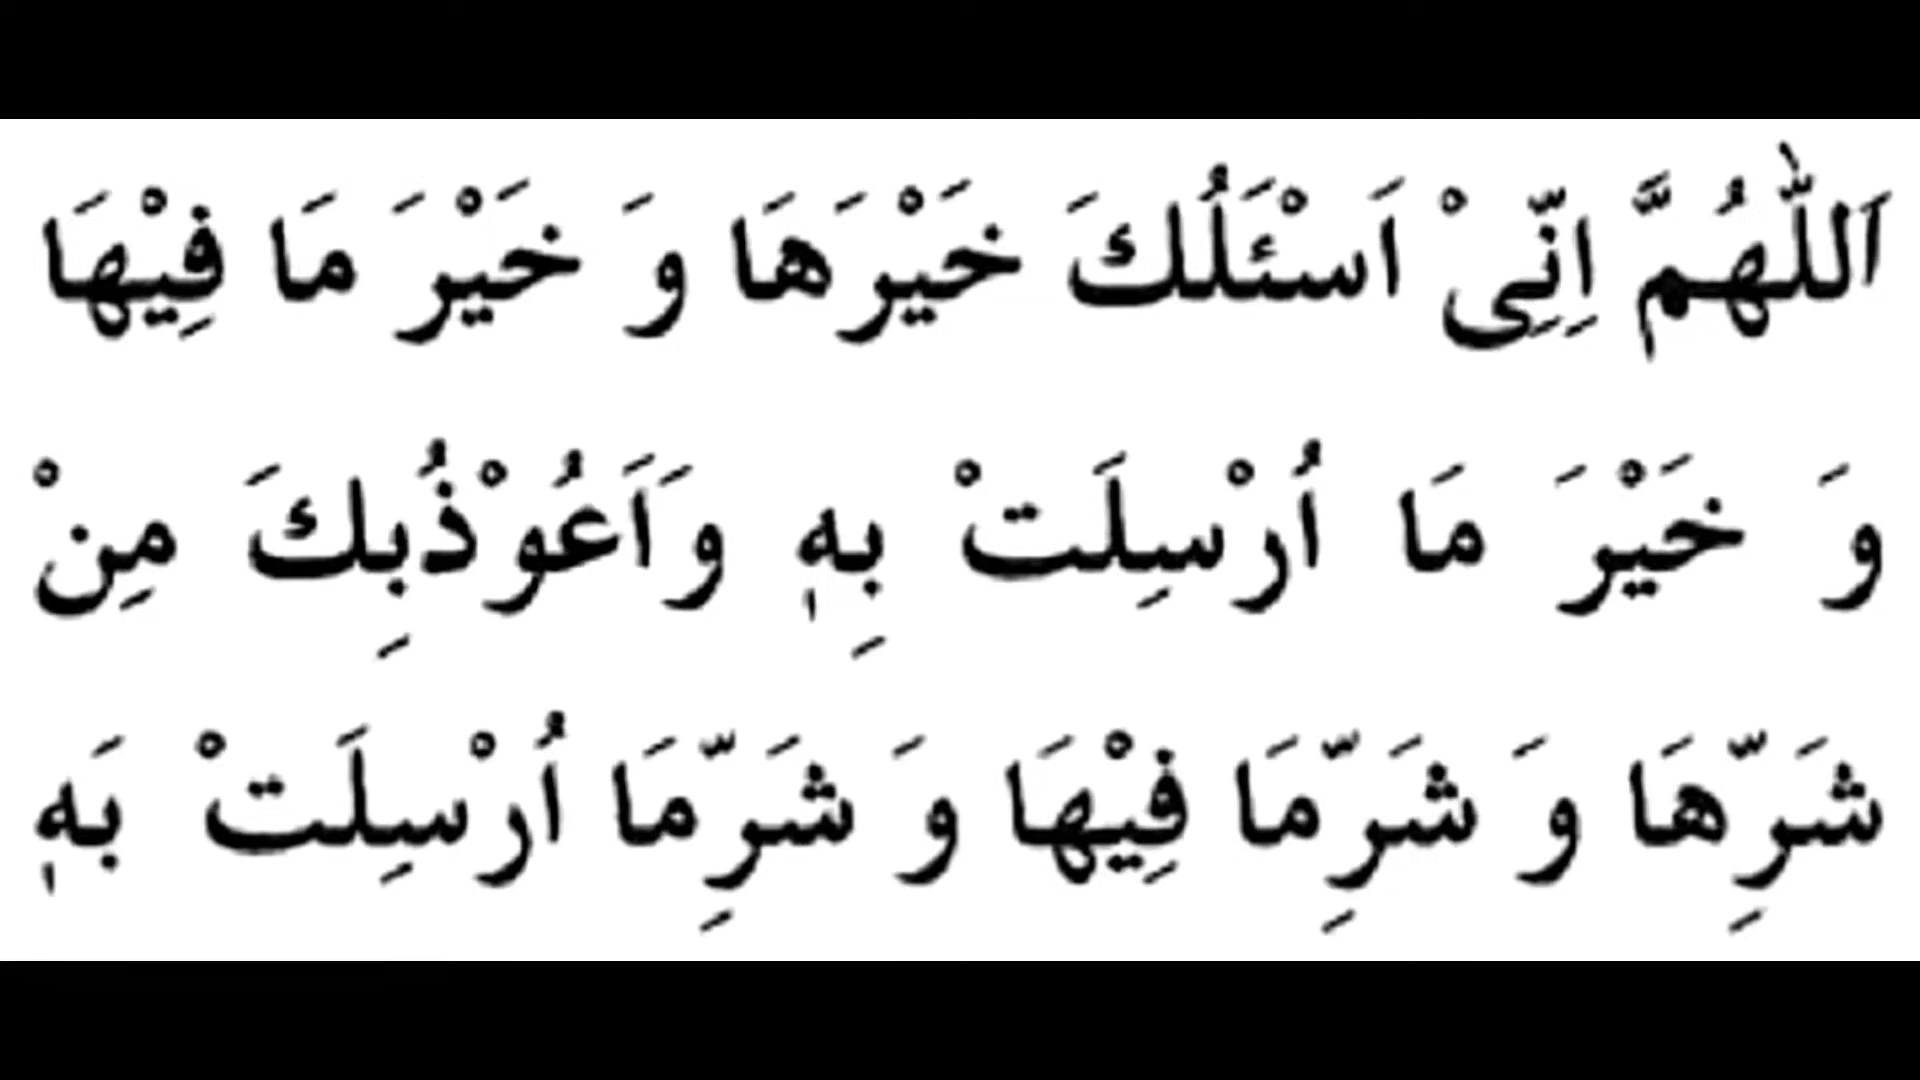 اَللّٰهُمَّ اِنِّیْ اَسْئَلُكَ خَيْرَهَا وَ خَيْرَ مَا فِيْهَا
وَ خَيْرَ مَا اُرْسِلَتْ بِهٖ وَاَعُوْذُبِكَ مِنْ
شَرِّهَا وَ شَرِّمَا فِيْهَا وَ شَرِّمَا اُرْسِلَتْ بَهٖ